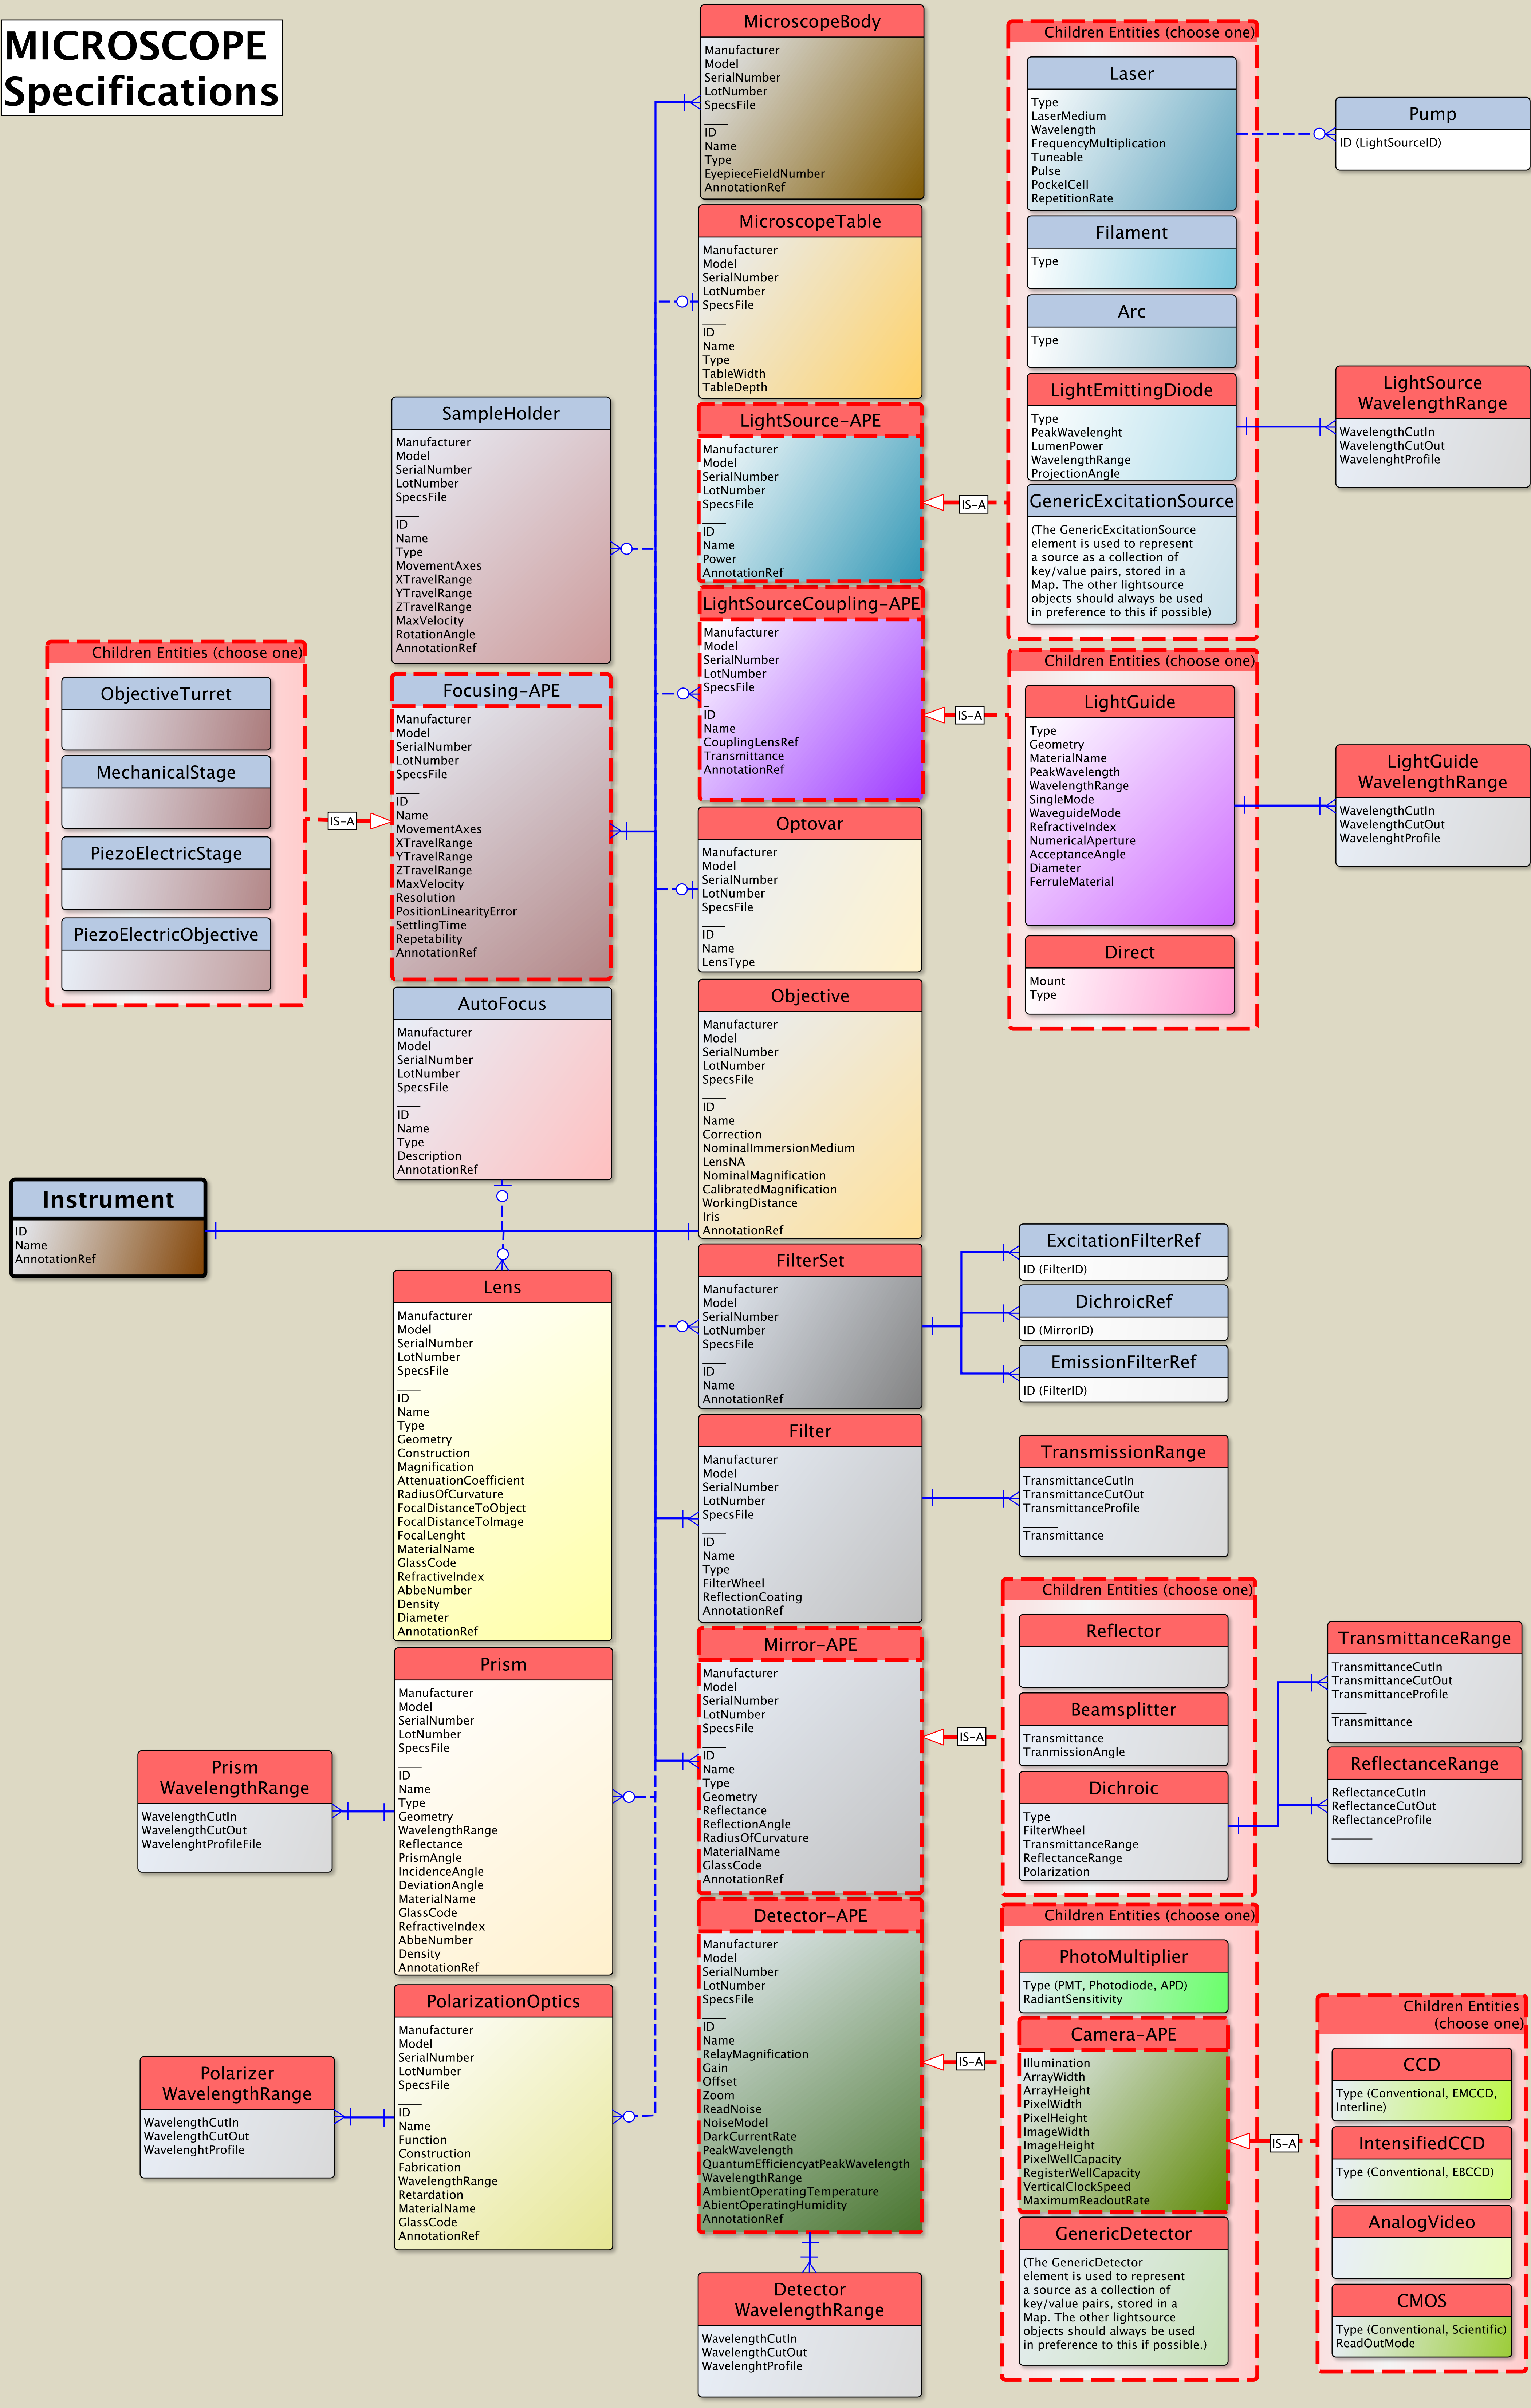 MICROSCOPE
Specifications
MicroscopeBody
Manufacturer
Model
SerialNumber
LotNumber
SpecsFile
____
ID
Name
Type
EyepieceFieldNumber
AnnotationRef
MicroscopeTable
Manufacturer
Model
SerialNumber
LotNumber
SpecsFile
____
ID
Name
Type
TableWidth
TableDepth
LightSource-APE
Manufacturer
Model
SerialNumber
LotNumber
SpecsFile
____
ID
Name
Power
AnnotationRef
LightSourceCoupling-APE
Manufacturer
Model
SerialNumber
LotNumber
SpecsFile
_
ID
Name
CouplingLensRef
Transmittance
AnnotationRef
Optovar
Manufacturer
Model
SerialNumber
LotNumber
SpecsFile
____
ID
Name
LensType
Objective
Manufacturer
Model
SerialNumber
LotNumber
SpecsFile
____
ID
Name
Correction
NominalImmersionMedium
LensNA
NominalMagnification
CalibratedMagnification
WorkingDistance
Iris
AnnotationRef
FilterSet
Manufacturer
Model
SerialNumber
LotNumber
SpecsFile
____
ID
Name
AnnotationRef
Filter
Manufacturer
Model
SerialNumber
LotNumber
SpecsFile
____
ID
Name
Type
FilterWheel
ReflectionCoating
AnnotationRef
Mirror-APE
Manufacturer
Model
SerialNumber
LotNumber
SpecsFile
____
ID
Name
Type
Geometry
Reflectance
ReflectionAngle
RadiusOfCurvature
MaterialName
GlassCode
AnnotationRef
Detector-APE
Manufacturer
Model
SerialNumber
LotNumber
SpecsFile
____
ID
Name
RelayMagnification
Gain
Offset
Zoom
ReadNoise
NoiseModel
DarkCurrentRate
PeakWavelength
QuantumEfficiencyatPeakWavelength
WavelengthRange
AmbientOperatingTemperature
AbientOperatingHumidity
AnnotationRef
Detector
WavelengthRange
WavelengthCutIn
WavelengthCutOut
WavelenghtProfile
SampleHolder
Manufacturer
Model
SerialNumber
LotNumber
SpecsFile
____
ID
Name
Type
MovementAxes
XTravelRange
YTravelRange
ZTravelRange
MaxVelocity
RotationAngle
AnnotationRef
Focusing-APE
Manufacturer
Model
SerialNumber
LotNumber
SpecsFile
____
ID
Name
MovementAxes
XTravelRange
YTravelRange
ZTravelRange
MaxVelocity
Resolution
PositionLinearityError
SettlingTime
Repetability
AnnotationRef
AutoFocus
Manufacturer
Model
SerialNumber
LotNumber
SpecsFile
____
ID
Name
Type
Description
AnnotationRef
Lens
Manufacturer
Model
SerialNumber
LotNumber
SpecsFile
____
ID
Name
Type
Geometry
Construction
Magnification
AttenuationCoefficient
RadiusOfCurvature
FocalDistanceToObject
FocalDistanceToImage
FocalLenght
MaterialName
GlassCode
RefractiveIndex
AbbeNumber
Density
Diameter
AnnotationRef
Prism
Manufacturer
Model
SerialNumber
LotNumber
SpecsFile
____
ID
Name
Type
Geometry
WavelengthRange
Reflectance
PrismAngle
IncidenceAngle
DeviationAngle
MaterialName
GlassCode
RefractiveIndex
AbbeNumber
Density
AnnotationRef
PolarizationOptics
Manufacturer
Model
SerialNumber
LotNumber
SpecsFile
____
ID
Name
Function
Construction
Fabrication
WavelengthRange
Retardation
MaterialName
GlassCode
AnnotationRef
Children Entities (choose one)
ObjectiveTurret
MechanicalStage
PiezoElectricStage
PiezoElectricObjective
IS-A
Instrument
ID
Name
AnnotationRef
Prism
WavelengthRange
WavelengthCutIn
WavelengthCutOut
WavelenghtProfileFile
Polarizer
WavelengthRange
WavelengthCutIn
WavelengthCutOut
WavelenghtProfile
Children Entities (choose one)
Laser
Type
LaserMedium
Wavelength
FrequencyMultiplication
Tuneable
Pulse
PockelCell
RepetitionRate
Filament
Type
Arc
Type
LightEmittingDiode
Type
PeakWavelenght
LumenPower
WavelengthRange
ProjectionAngle
GenericExcitationSource
(The GenericExcitationSource
element is used to represent
a source as a collection of
key/value pairs, stored in a
Map. The other lightsource
objects should always be used
in preference to this if possible)
IS-A
Pump
ID (LightSourceID)
LightSource
WavelengthRange
WavelengthCutIn
WavelengthCutOut
WavelenghtProfile
Children Entities (choose one)
LightGuide
Type
Geometry
MaterialName
PeakWavelength
WavelengthRange
SingleMode
WaveguideMode
RefractiveIndex
NumericalAperture
AcceptanceAngle
Diameter
FerruleMaterial
Direct
Mount
Type
IS-A
LightGuide
WavelengthRange
WavelengthCutIn
WavelengthCutOut
WavelenghtProfile
ExcitationFilterRef
ID (FilterID)
DichroicRef
ID (MirrorID)
EmissionFilterRef
ID (FilterID)
TransmissionRange
TransmittanceCutIn
TransmittanceCutOut
TransmittanceProfile
______
Transmittance
Children Entities (choose one)
Reflector
Beamsplitter
Transmittance
TranmissionAngle
Dichroic
Type
FilterWheel
TransmittanceRange
ReflectanceRange
Polarization
IS-A
TransmittanceRange
TransmittanceCutIn
TransmittanceCutOut
TransmittanceProfile
______
Transmittance
ReflectanceRange
ReflectanceCutIn
ReflectanceCutOut
ReflectanceProfile
_______
Children Entities (choose one)
PhotoMultiplier
Type (PMT, Photodiode, APD)
RadiantSensitivity
Camera-APE
Illumination
ArrayWidth
ArrayHeight
PixelWidth
PixelHeight
ImageWidth
ImageHeight
PixelWellCapacity
RegisterWellCapacity
VerticalClockSpeed
MaximumReadoutRate
GenericDetector
(The GenericDetector
element is used to represent
a source as a collection of
key/value pairs, stored in a
Map. The other lightsource
objects should always be used
in preference to this if possible.)
IS-A
Children Entities
(choose one)
CCD
Type (Conventional, EMCCD,
Interline)
IntensifiedCCD
Type (Conventional, EBCCD)
AnalogVideo
CMOS
Type (Conventional, Scientific)
ReadOutMode
IS-A